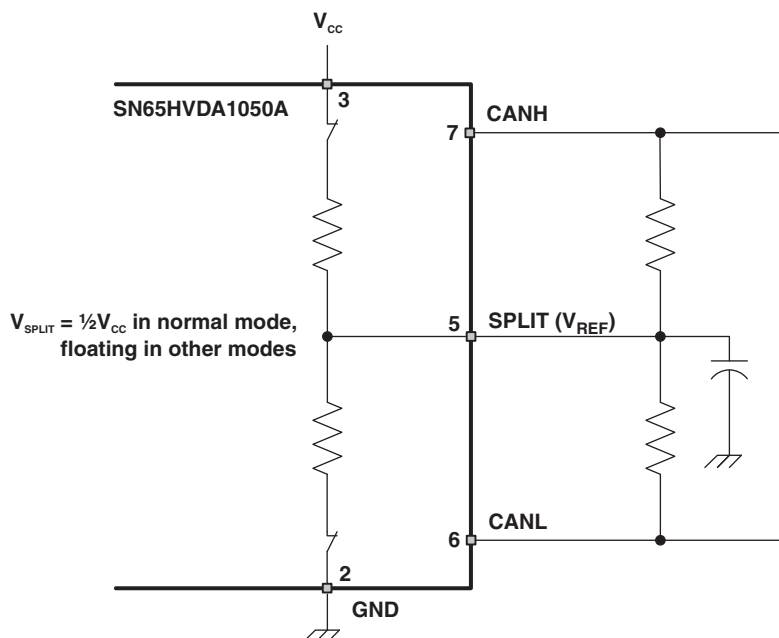 Vcc
3
SN65HVDA1050A
7
CANH
VSPLIT = ½Vcc in normal mode,
floating in other modes
5
SPLIT (VREF)
CANL
6
2
GND